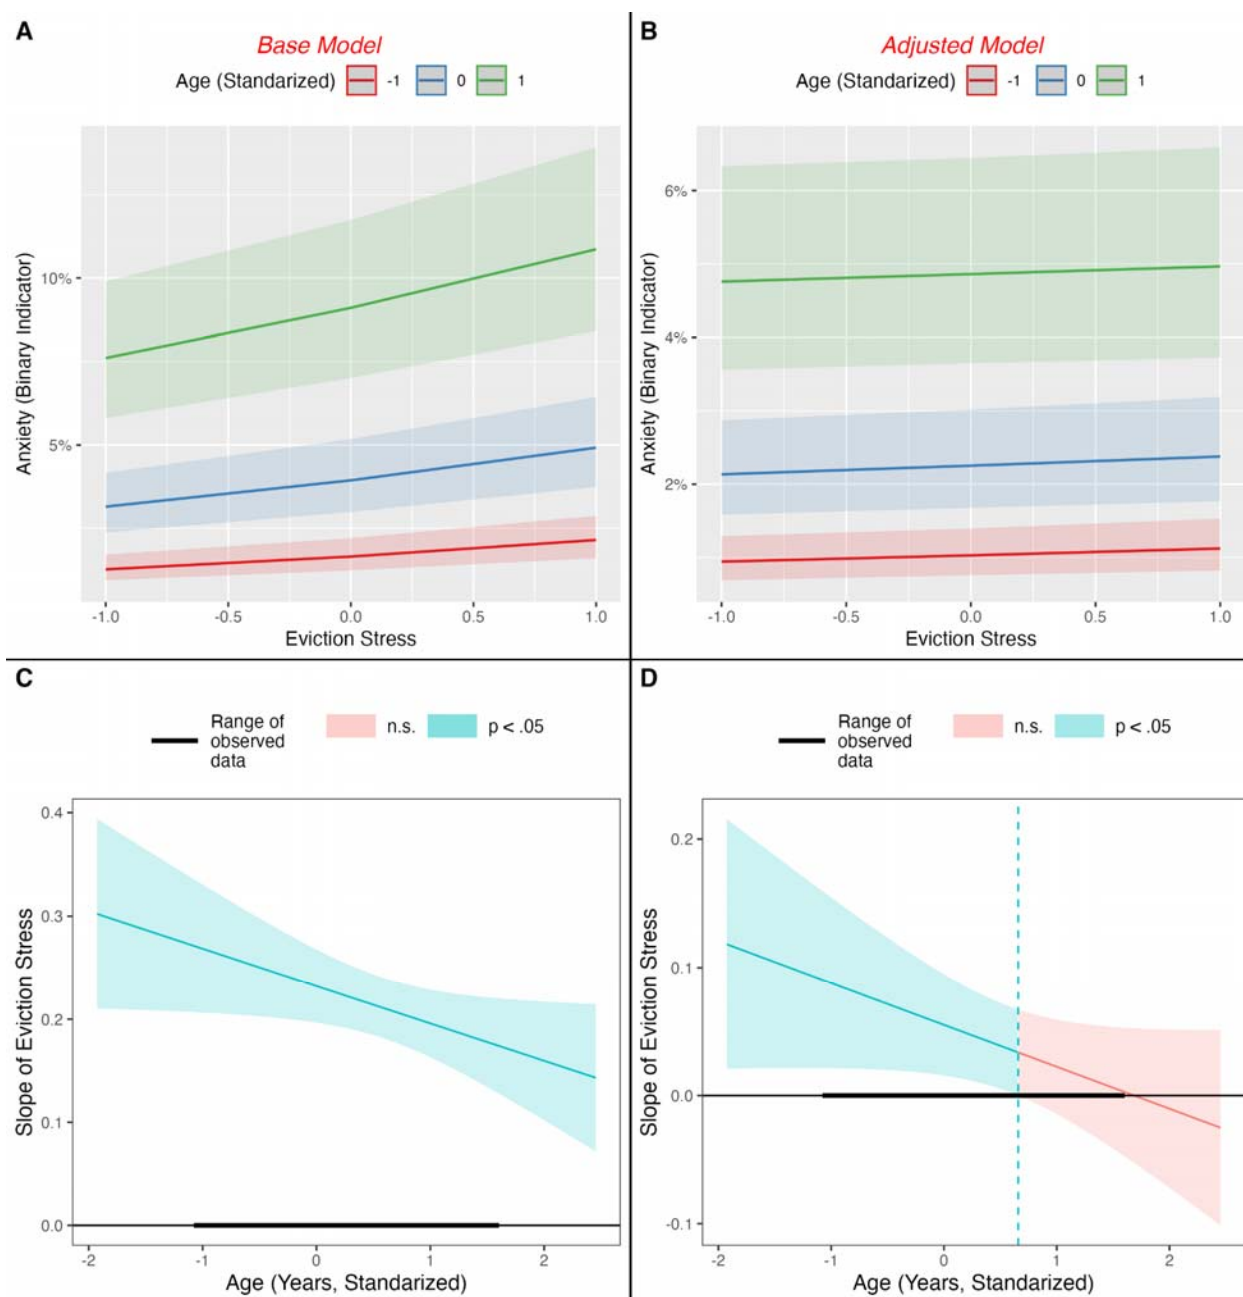 A
Base Model
Age (Standarized) -1 0 1
Anxiety (Binary Indicator)
10%
5%
-1.0 -0.5 0.0 0.5 1.0
Eviction Stress
B
Adjusted Model
Age (Standarized) -1 0 1
Anxiety (Binary Indicator)
6%
4%
2%
-1.0 -0.5 0.0 0.5 1.0
Eviction Stress
C
Range of
observed
data
n.s. p < .05
Slope of Eviction Stress
0.4
0.3
0.2
0.1
0.0
-2 -1 0 1 2
Age (Years, Standarized)
D
Range of
observed
data
n.s. p < .05
Slope of Eviction Stress
0.2
0.1
0.0
-0.1
-2 -1 0 1 2
Age (Years, Standarized)